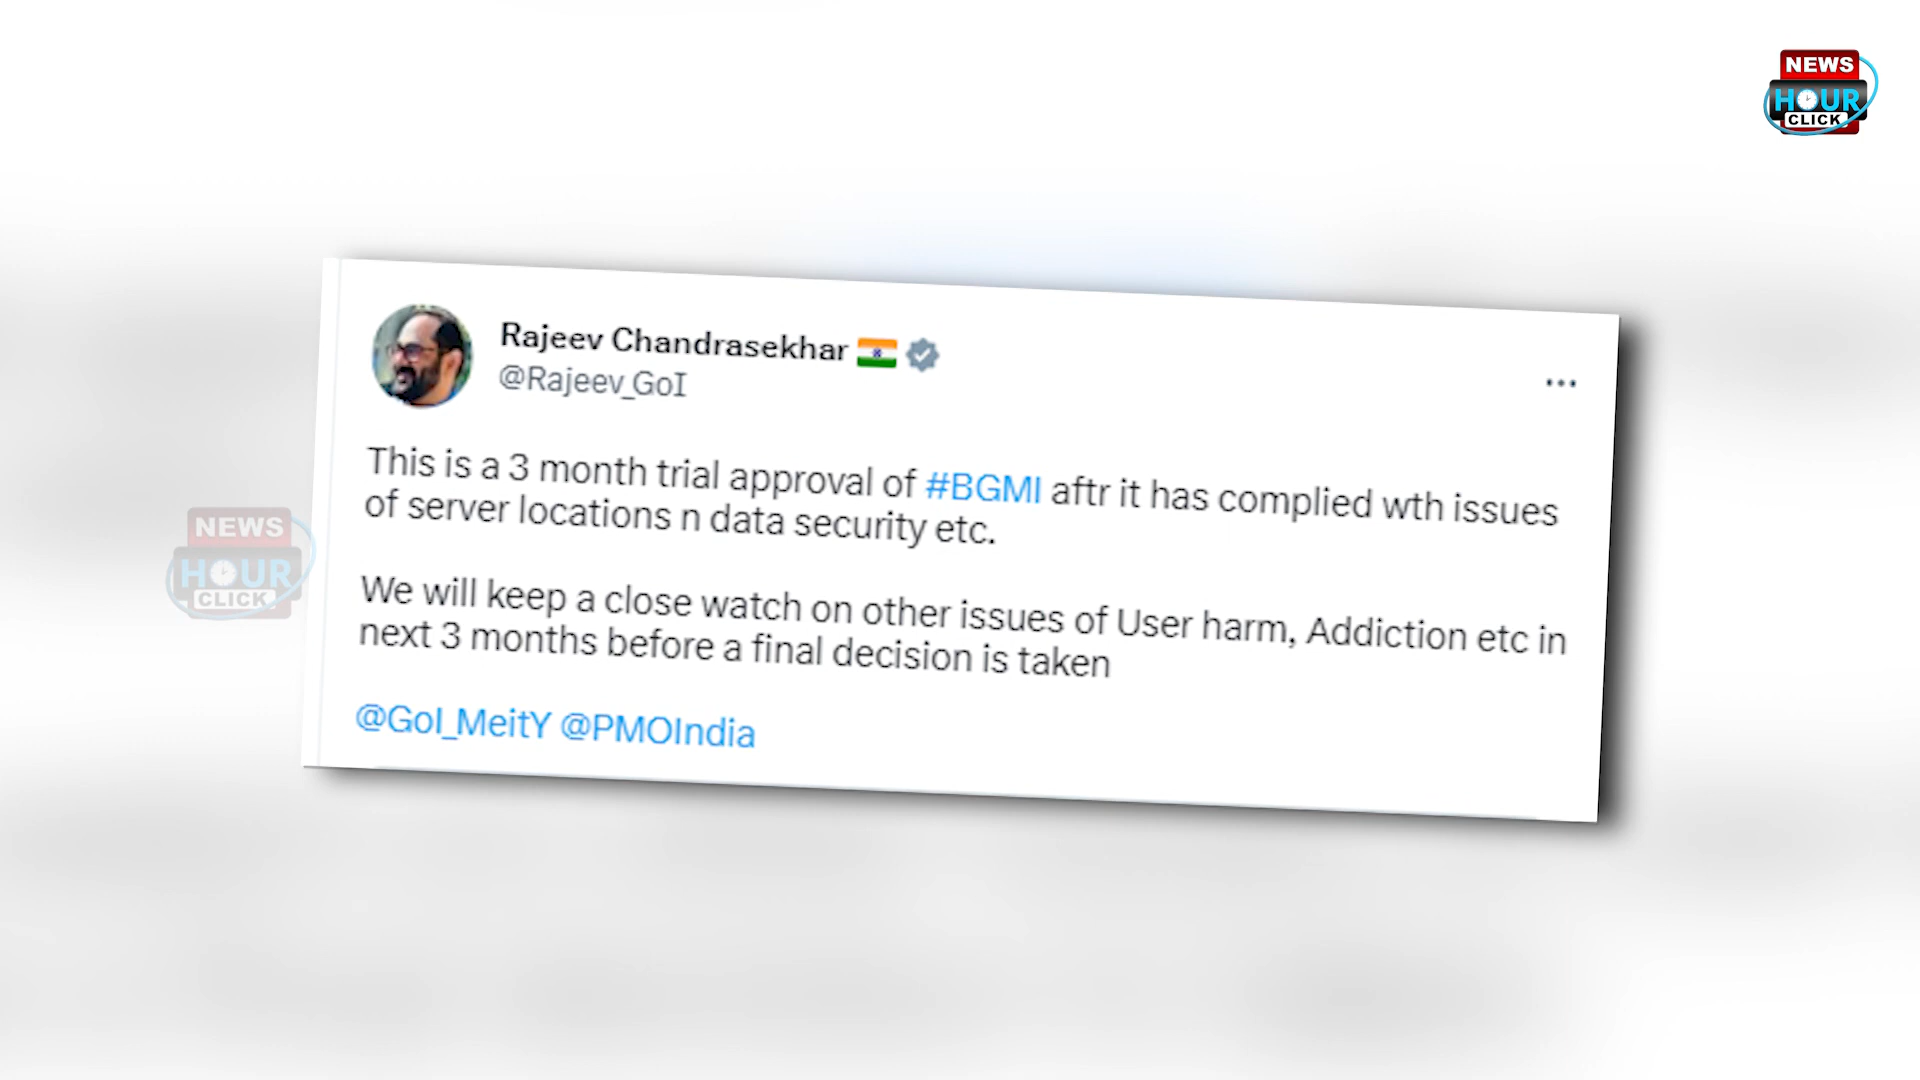 NEWS
HOUR
CLICK
Rajeev Chandrasekhar
@Rajeev_GoI
This is a 3 month trial approval of #BGMI aftr it has complied wth issues
of server locations n data security etc.
We will keep a close watch on other issues of User harm, Addiction etc in
next 3 months before a final decision is taken
@GoI_MeitY @PMOIndia
NEWS
HOUR
CLICK